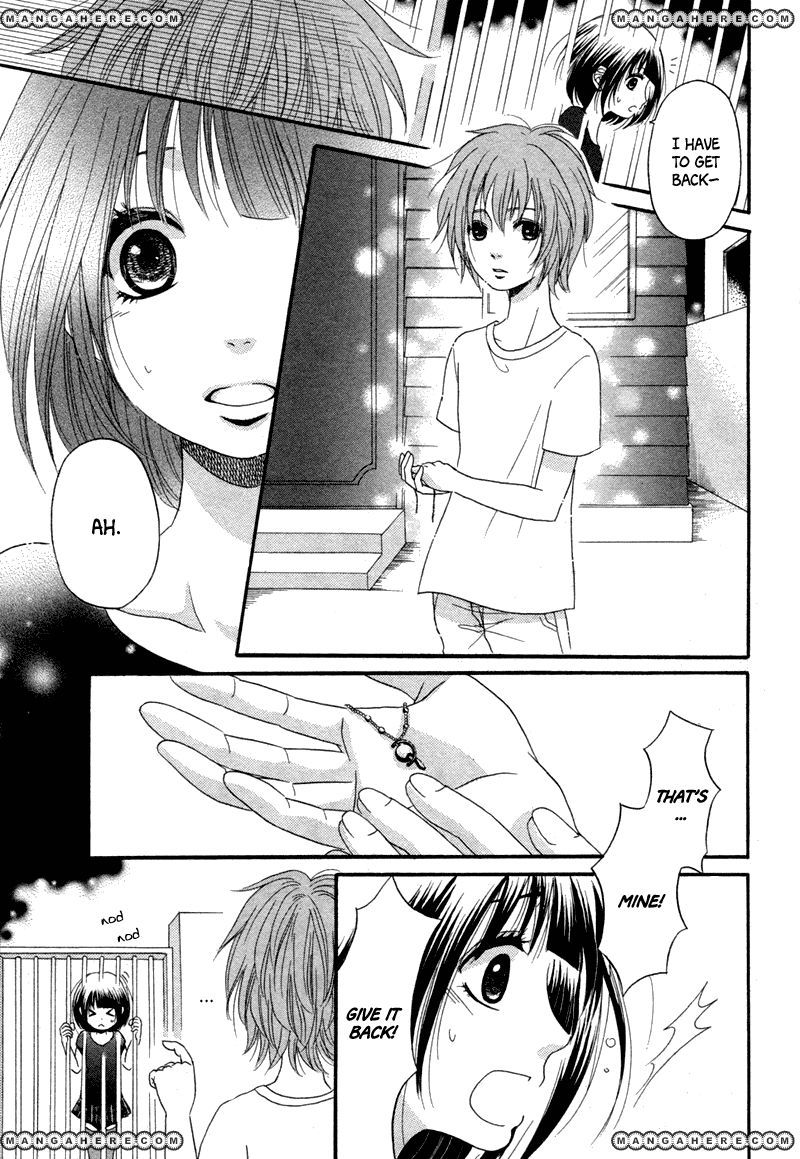 MANGAHERE.COM
MANGAHERE.COM
I HAVE
TO GET
BACK—
AH.
THAT'S
...
MINE!
GIVE IT
BACK!
nod
nod
...
MANGAHERE.COM
MANGAHERE.COM